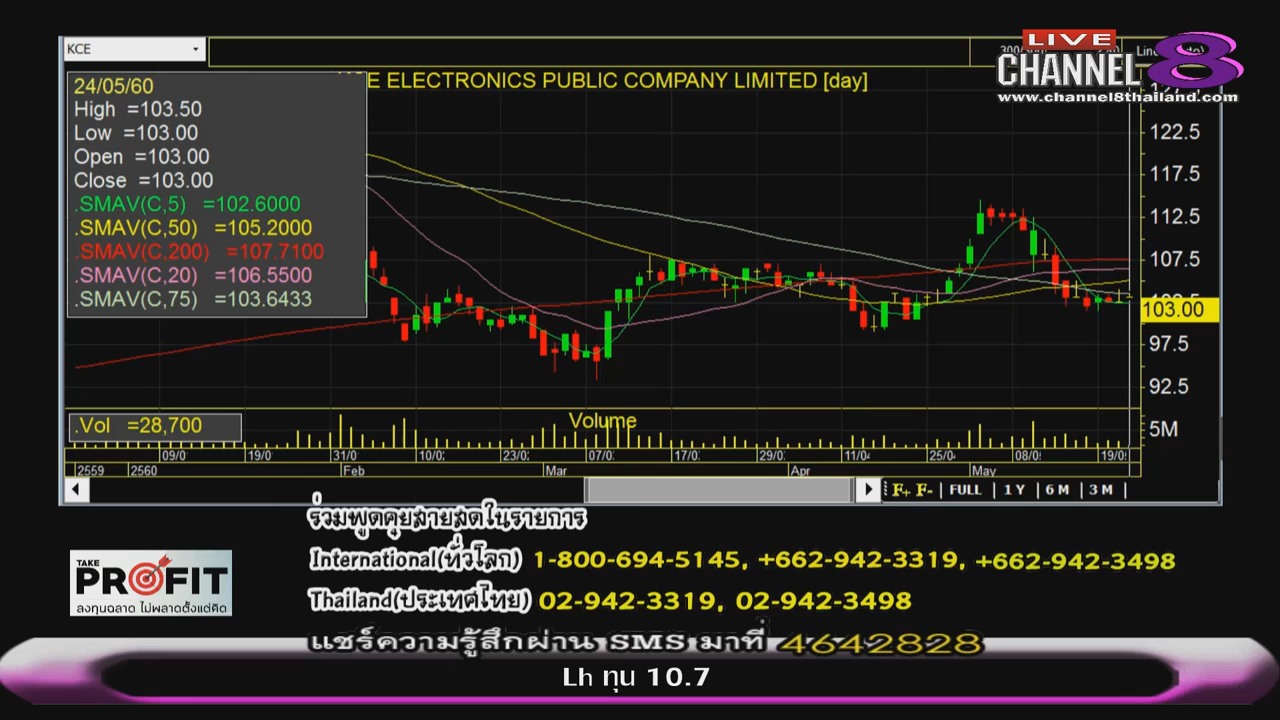 KCE
LIVE
CHANNEL 8
www.channel8thailand.com
24/05/60
High =103.50
Low =103.00
Open =103.00
Close =103.00
.SMAV(C,5) =102.6000
.SMAV(C,50) =105.2000
.SMAV(C,200) =107.7100
.SMAV(C,20) =106.5500
.SMAV(C,75) =103.6433
E ELECTRONICS PUBLIC COMPANY LIMITED [day]
122.5
117.5
112.5
107.5
103.00
97.5
92.5
.Vol =28,700
Volume
5M
09/0 19/0 31/0 10/0 23/0 07/0 17/0 29/0 11/04 25/04 08/05 19/05
2559 2560 Feb Mar Apr May
F+ F- FULL 1 Y 6 M 3 M
ร่วมพูดคุยสายสดในรายการ
International(ทั่วโลก) 1-800-694-5145, +662-942-3319, +662-942-3498
TAKE PROFIT
ลงทุนฉลาด ไม่พลาดตั้งแต่คิด
Thailand(ประเทศไทย) 02-942-3319, 02-942-3498
แชร์ความรู้สึกผ่าน SMS มาที่ 4642828
Lh ทุน 10.7